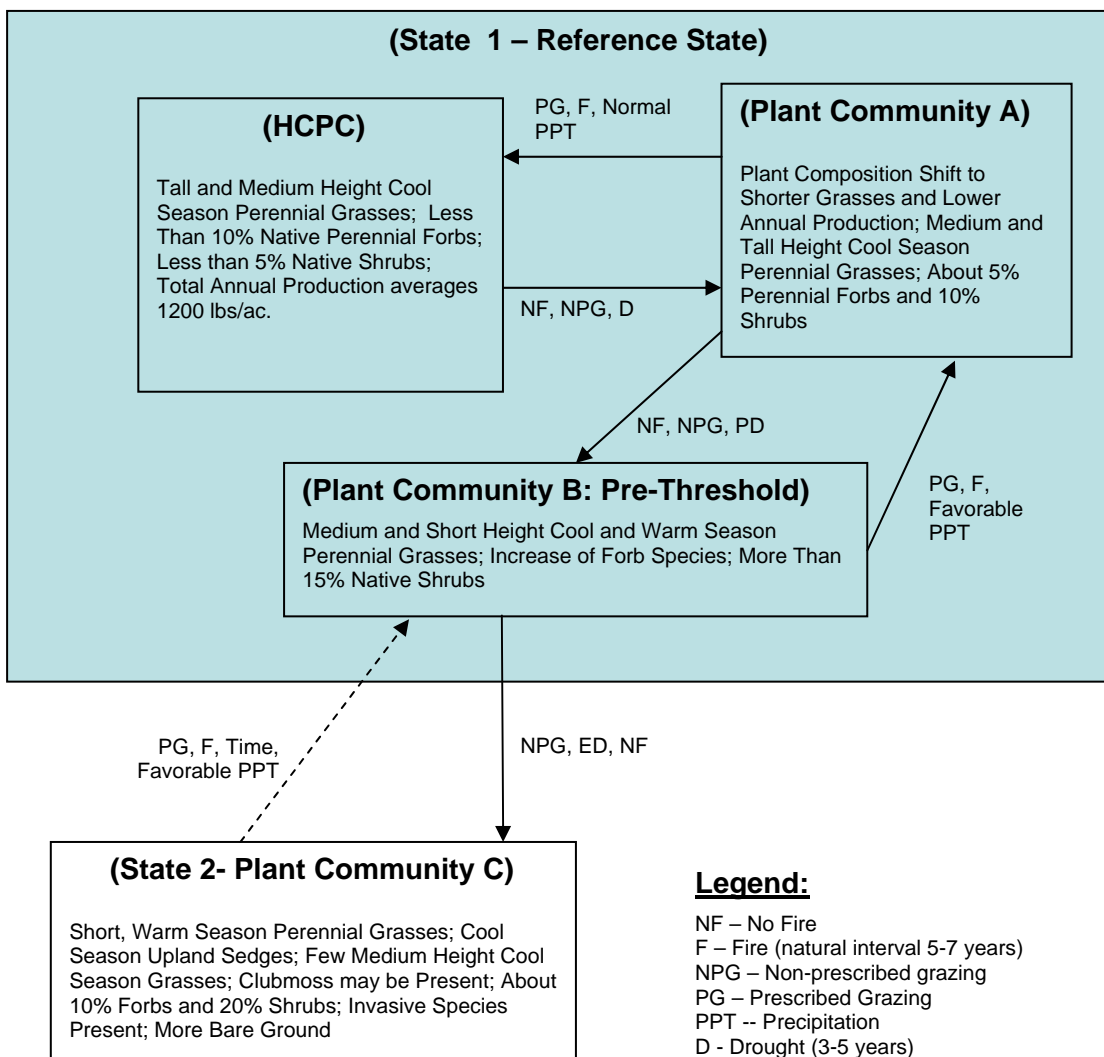 (State 1 – Reference State)
(HCPC)
Tall and Medium Height Cool
Season Perennial Grasses; Less
Than 10% Native Perennial Forbs;
Less than 5% Native Shrubs;
Total Annual Production averages
1200 lbs/ac.
PG, F, Normal
PPT
NF, NPG, D
(Plant Community A)
Plant Composition Shift to
Shorter Grasses and Lower
Annual Production; Medium and
Tall Height Cool Season
Perennial Grasses; About 5%
Perennial Forbs and 10%
Shrubs
NF, NPG, PD
PG, F,
Favorable
PPT
(Plant Community B: Pre-Threshold)
Medium and Short Height Cool and Warm Season
Perennial Grasses; Increase of Forb Species; More Than
15% Native Shrubs
PG, F, Time,
Favorable PPT
NPG, ED, NF
(State 2- Plant Community C)
Short, Warm Season Perennial Grasses; Cool
Season Upland Sedges; Few Medium Height Cool
Season Grasses; Clubmoss may be Present; About
10% Forbs and 20% Shrubs; Invasive Species
Present; More Bare Ground
Legend:
NF – No Fire
F – Fire (natural interval 5-7 years)
NPG – Non-prescribed grazing
PG – Prescribed Grazing
PPT -- Precipitation
D - Drought (3-5 years)